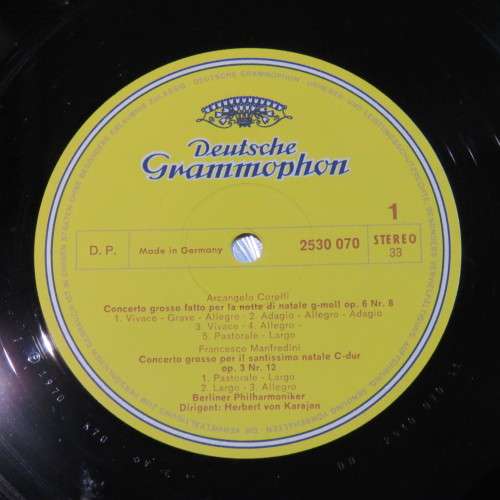 Deutsche
Grammophon
1
D. P.
Made in Germany
2530 070
STEREO
33
Arcangelo Corelli
Concerto grosso fatto per la notte di natale g-moll op. 6 Nr. 8
1. Vivace - Grave - Allegro - 2. Adagio - Allegro - Adagio
3. Vivace - 4. Allegro -
5. Pastorale - Largo
Francesco Manfredini
Concerto grosso per il santissimo natale C-dur
op. 3 Nr. 12
1. Pastorale - Largo
2. Largo - 3. Allegro
Berliner Philharmoniker
Dirigent: Herbert von Karajan
DEUTSCHE GRAMMOPHON